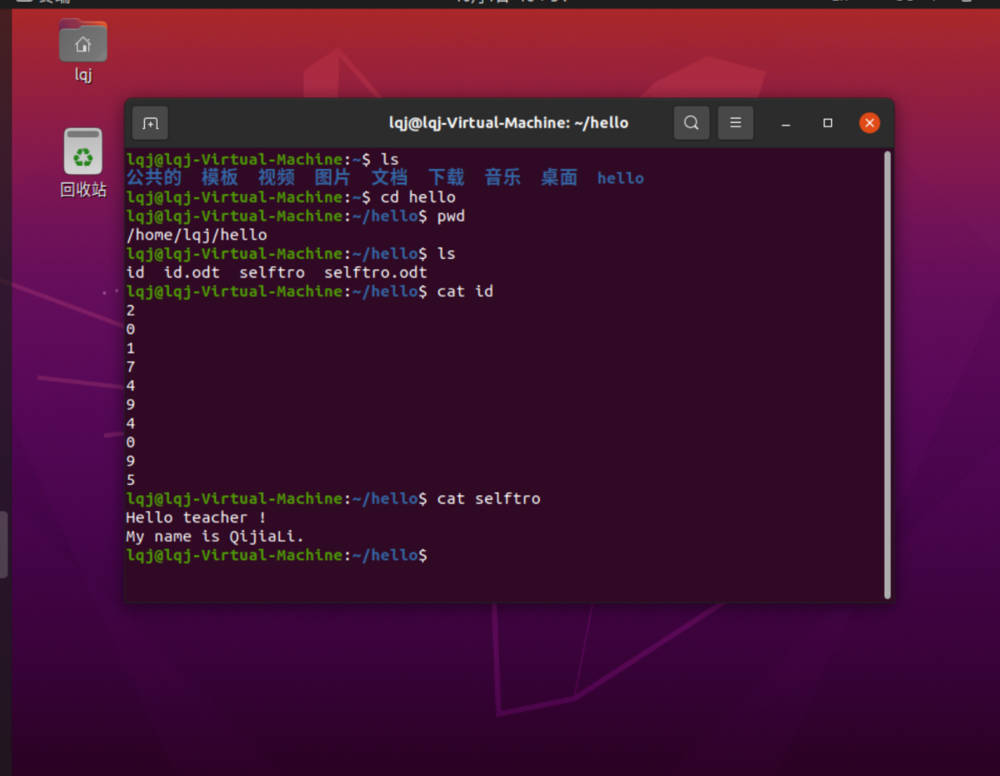 lqj
回收站
lqj@lqj-Virtual-Machine: ~/hello
lqj@lqj-Virtual-Machine:~$ ls
公共的 模板 视频 图片 文档 下载 音乐 桌面 hello
lqj@lqj-Virtual-Machine:~$ cd hello
lqj@lqj-Virtual-Machine:~/hello$ pwd
/home/lqj/hello
lqj@lqj-Virtual-Machine:~/hello$ ls
id id.odt selftro selftro.odt
lqj@lqj-Virtual-Machine:~/hello$ cat id
2
0
1
7
4
9
4
0
9
5
lqj@lqj-Virtual-Machine:~/hello$ cat selftro
Hello teacher !
My name is QijiaLi.
lqj@lqj-Virtual-Machine:~/hello$